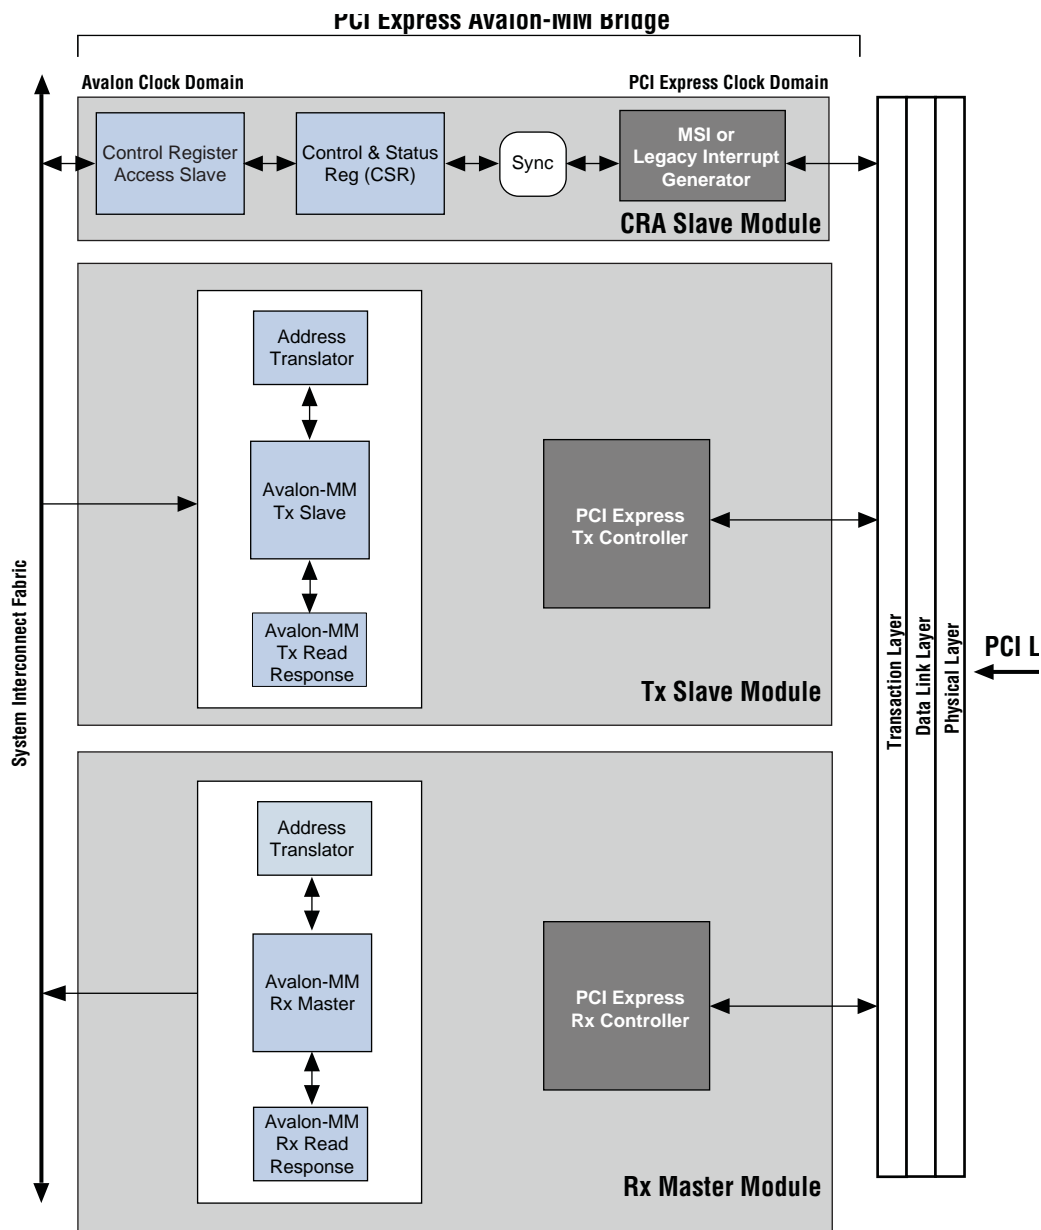 PCI Express Avalon-MM Bridge
Avalon Clock Domain
PCI Express Clock Domain
Control Register
Access Slave
Control & Status
Reg (CSR)
Sync
MSI or
Legacy Interrupt
Generator
CRA Slave Module
Address
Translator
Avalon-MM
Tx Slave
Avalon-MM
Tx Read
Response
PCI Express
Tx Controller
Tx Slave Module
Address
Translator
Avalon-MM
Rx Master
Avalon-MM
Rx Read
Response
PCI Express
Rx Controller
Rx Master Module
System Interconnect Fabric
Transaction Layer
Data Link Layer
Physical Layer
PCI L